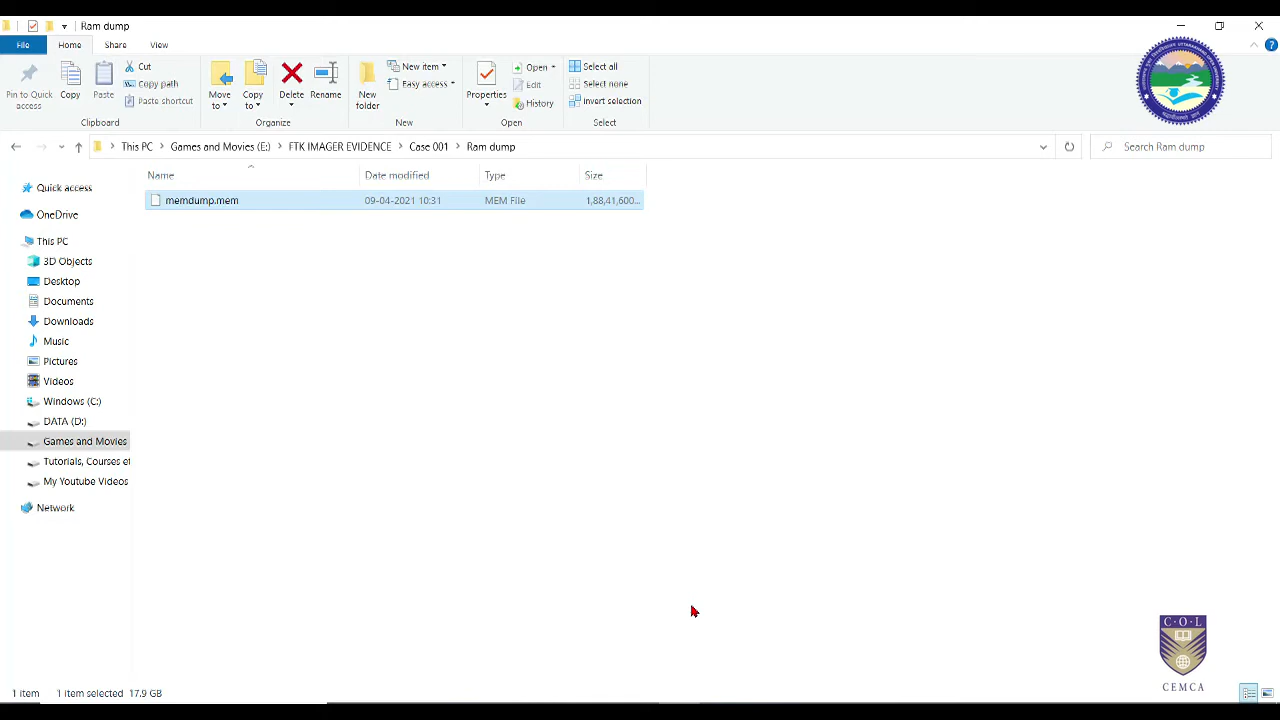 Ram dump
File Home Share View
Pin to Quick access
Copy
Paste
Cut
Copy path
Paste shortcut
Clipboard
Move to
Copy to
Delete
Rename
Organize
New folder
New item
Easy access
New
Properties
Open
Edit
History
Open
Select all
Select none
Invert selection
Select
This PC Games and Movies (E:) FTK IMAGER EVIDENCE Case 001 Ram dump
Search Ram dump
Name Date modified Type Size
memdump.mem 09-04-2021 10:31 MEM File 1,88,41,600...
Quick access
OneDrive
This PC
3D Objects
Desktop
Documents
Downloads
Music
Pictures
Videos
Windows (C:)
DATA (D:)
Games and Movies
Tutorials, Courses et
My Youtube Videos
Network
C·O·L
CEMCA
1 item 1 item selected 17.9 GB